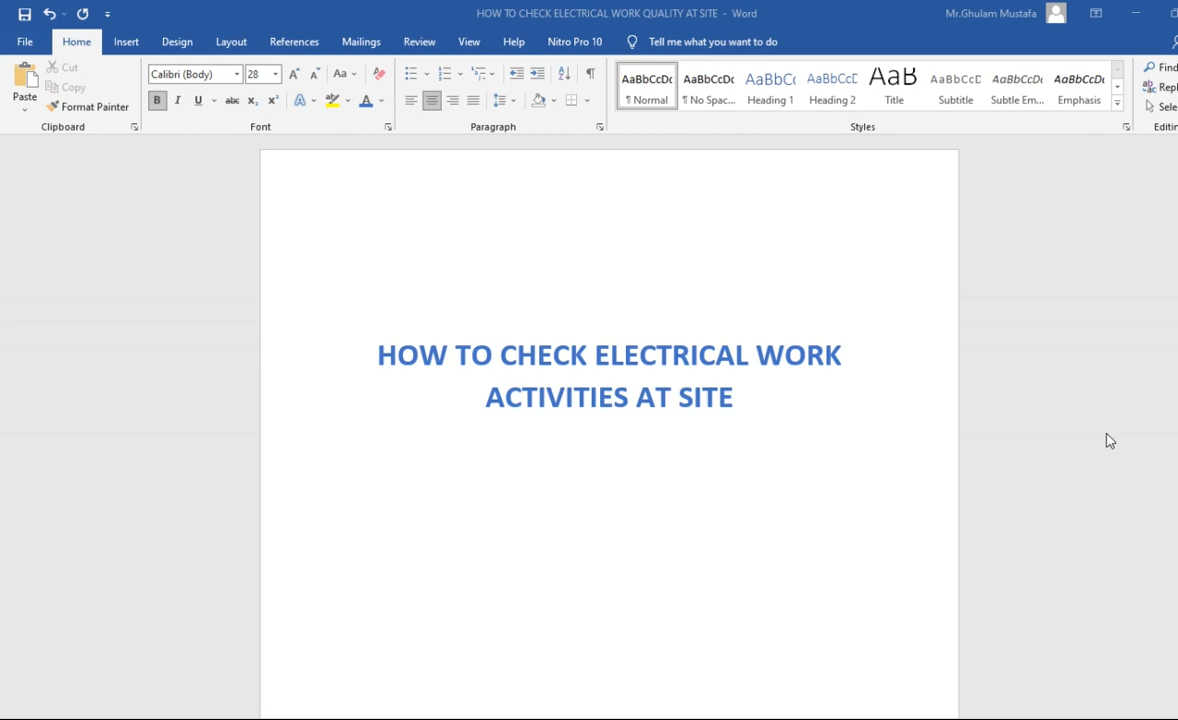 HOW TO CHECK ELECTRICAL WORK QUALITY AT SITE - Word
Mr.Ghulam Mustafa
File Home Insert Design Layout References Mailings Review View Help Nitro Pro 10 Tell me what you want to do
Paste
Cut
Copy
Format Painter
Clipboard
Calibri (Body) 28
Font
Paragraph
AaBbCcDc AaBbCcDc AaBbCc AaBbCcD AaB AaBbCcD AaBbCcDc AaBbCcDc
¶ Normal ¶ No Spac... Heading 1 Heading 2 Title Subtitle Subtle Em... Emphasis
Styles
HOW TO CHECK ELECTRICAL WORK
ACTIVITIES AT SITE